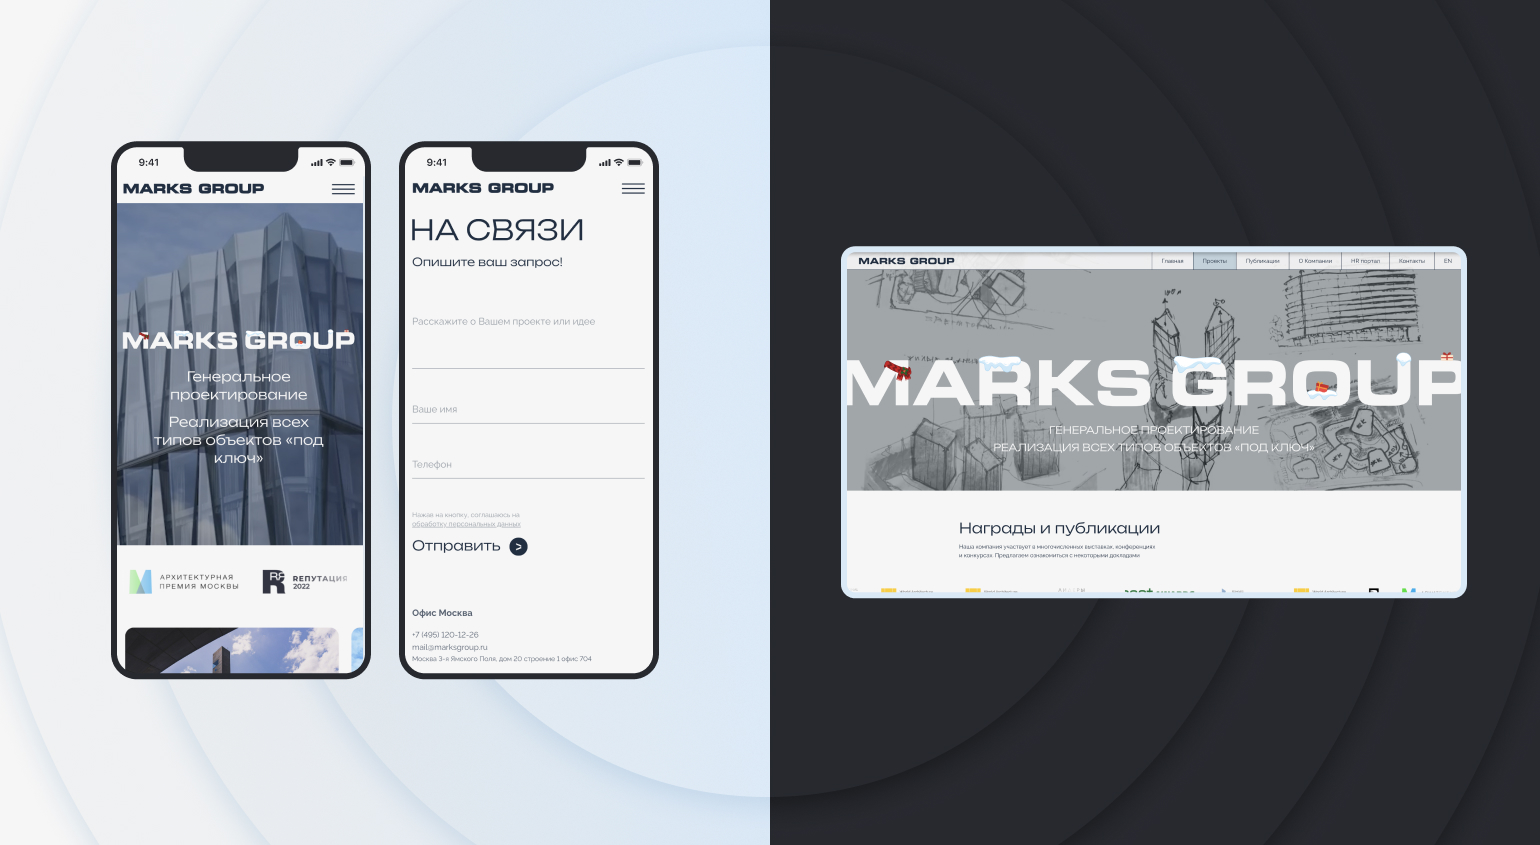 9:41
MARKS GROUP
MARKS GROUP
Генеральное
проектирование
Реализация всех
типов объектов «под
ключ»
АРХИТЕКТУРНАЯ
ПРЕМИЯ МОСКВЫ
RR
REПУТАЦИЯ
2022
9:41
MARKS GROUP
НА СВЯЗИ
Опишите ваш запрос!
Расскажите о Вашем проекте или идее
Ваше имя
Телефон
Нажав на кнопку, соглашаесь на
обработку персональных данных
Отправить >
Офис Москва
+7 (495) 120-12-26
mail@marksgroup.ru
Москва 3-я Ямского Поля, дом 20 строение 1 офис 704
MARKS GROUP
Главная Проекты Публикации О Компании HR портал Контакты EN
MARKS GROUP
ГЕНЕРАЛЬНОЕ ПРОЕКТИРОВАНИЕ
РЕАЛИЗАЦИЯ ВСЕХ ТИПОВ ОБЪЕКТОВ «ПОД КЛЮЧ»
Награды и публикации
Наша компания участвует в многочисленных выставках, конференциях
и конкурсах. Предлагаем ознакомиться с некоторыми докладами